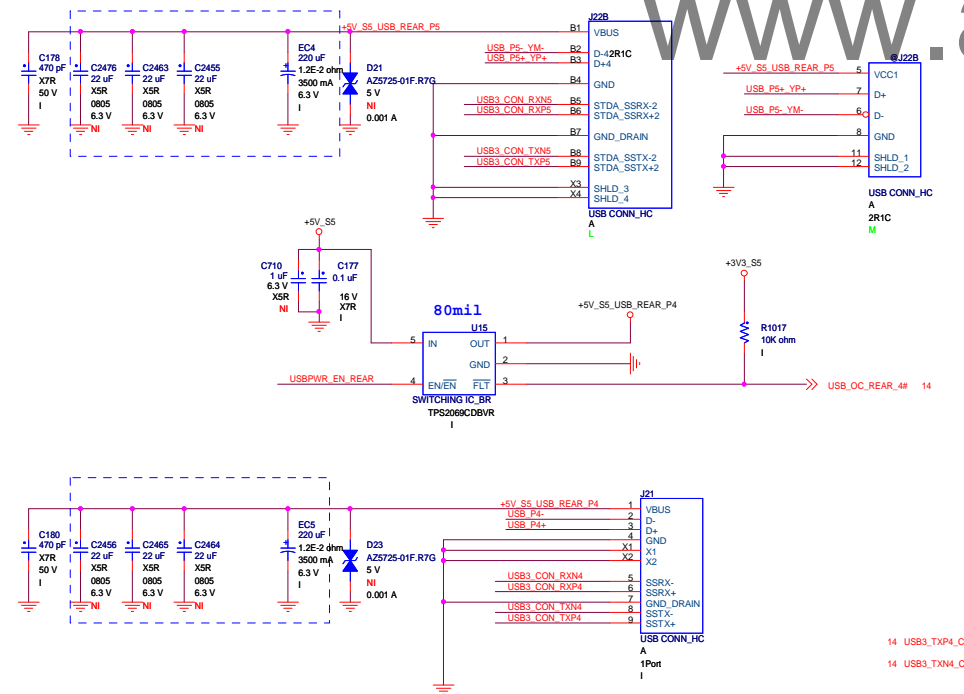 www.a
+5V_S5_USB_REAR_P5
C178
470 pF
X7R
50 V
I
C2476
22 uF
X5R
0805
6.3 V
NI
C2463
22 uF
X5R
0805
6.3 V
NI
C2455
22 uF
X5R
0805
6.3 V
NI
EC4
220 uF
1.2E-2 ohm
3500 mA
6.3 V
I
D21
AZ5725-01F.R7G
5 V
NI
0.001 A
J22B
B1 VBUS
USB_P5-_YM- B2 D-42R1C
USB_P5+_YP+ B3 D+4
B4 GND
USB3_CON_RXN5 B5 STDA_SSRX-2
USB3_CON_RXP5 B6 STDA_SSRX+2
B7 GND_DRAIN
USB3_CON_TXN5 B8 STDA_SSTX-2
USB3_CON_TXP5 B9 STDA_SSTX+2
X3 SHLD_3
X4 SHLD_4
USB CONN_HC
A
L
@J22B
+5V_S5_USB_REAR_P5 5 VCC1
USB_P5+_YP+ 7 D+
USB_P5-_YM- 6 D-
8 GND
11 SHLD_1
12 SHLD_2
USB CONN_HC
A
2R1C
M
+5V_S5
C710
1 uF
6.3 V
X5R
NI
C177
0.1 uF
16 V
X7R
I
80mil
U15
5 IN OUT 1
GND 2
USBPWR_EN_REAR 4 EN/EN FLT 3
SWITCHING IC_BR
TPS2069CDBVR
I
+5V_S5_USB_REAR_P4
+3V3_S5
R1017
10K ohm
I
USB_OC_REAR_4# 14
C180
470 pF
X7R
50 V
I
C2456
22 uF
X5R
0805
6.3 V
NI
C2465
22 uF
X5R
0805
6.3 V
NI
C2464
22 uF
X5R
0805
6.3 V
NI
EC5
220 uF
1.2E-2 ohm
3500 mA
6.3 V
I
D23
AZ5725-01F.R7G
5 V
NI
0.001 A
J21
+5V_S5_USB_REAR_P4 1 VBUS
USB_P4- 2 D-
USB_P4+ 3 D+
4 GND
X1 X1
X2 X2
USB3_CON_RXN4 5 SSRX-
USB3_CON_RXP4 6 SSRX+
7 GND_DRAIN
USB3_CON_TXN4 8 SSTX-
USB3_CON_TXP4 9 SSTX+
USB CONN_HC
A
1Port
I
14 USB3_TXP4_C
14 USB3_TXN4_C